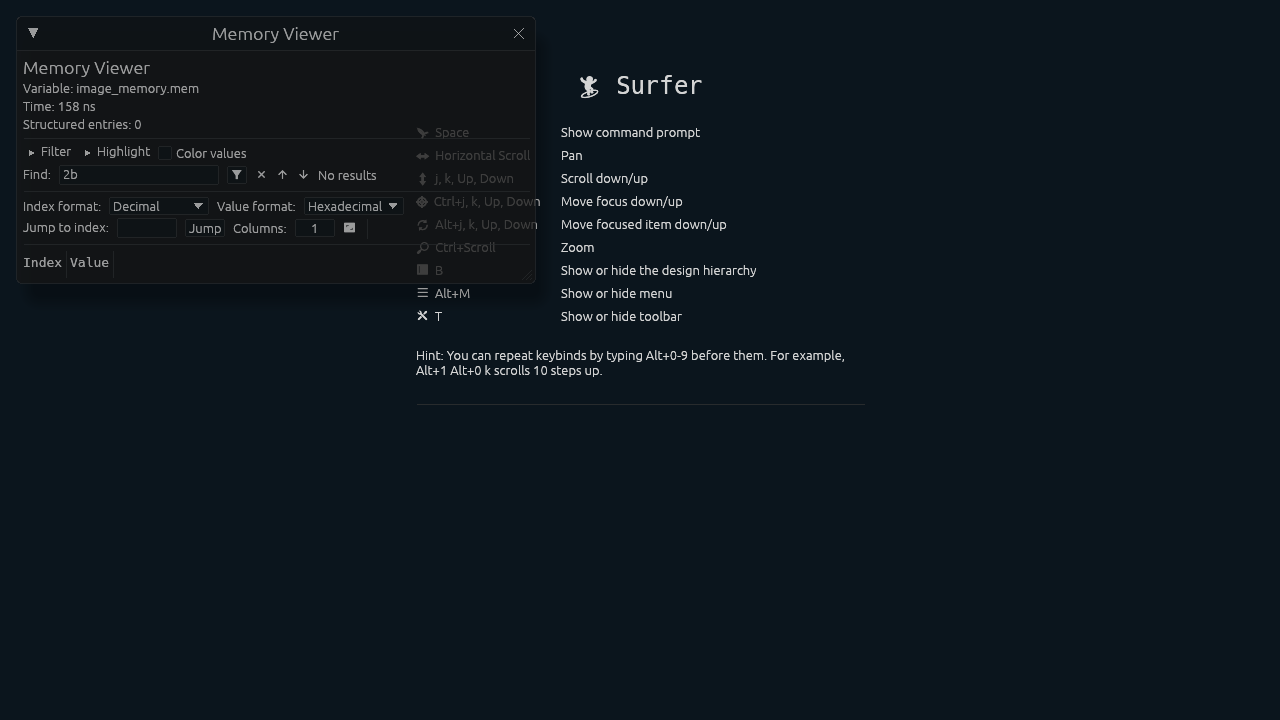 Memory Viewer
Memory Viewer
Variable: image_memory.mem
Time: 158 ns
Structured entries: 0
Filter Highlight Color values
Find: 2b No results
Index format: Decimal Value format: Hexadecimal
Jump to index: Jump Columns: 1
Index Value
Surfer
Space Show command prompt
Horizontal Scroll Pan
j, k, Up, Down Scroll down/up
Ctrl+j, k, Up, Down Move focus down/up
Alt+j, k, Up, Down Move focused item down/up
Ctrl+Scroll Zoom
B Show or hide the design hierarchy
Alt+M Show or hide menu
T Show or hide toolbar
Hint: You can repeat keybinds by typing Alt+0-9 before them. For example,
Alt+1 Alt+0 k scrolls 10 steps up.